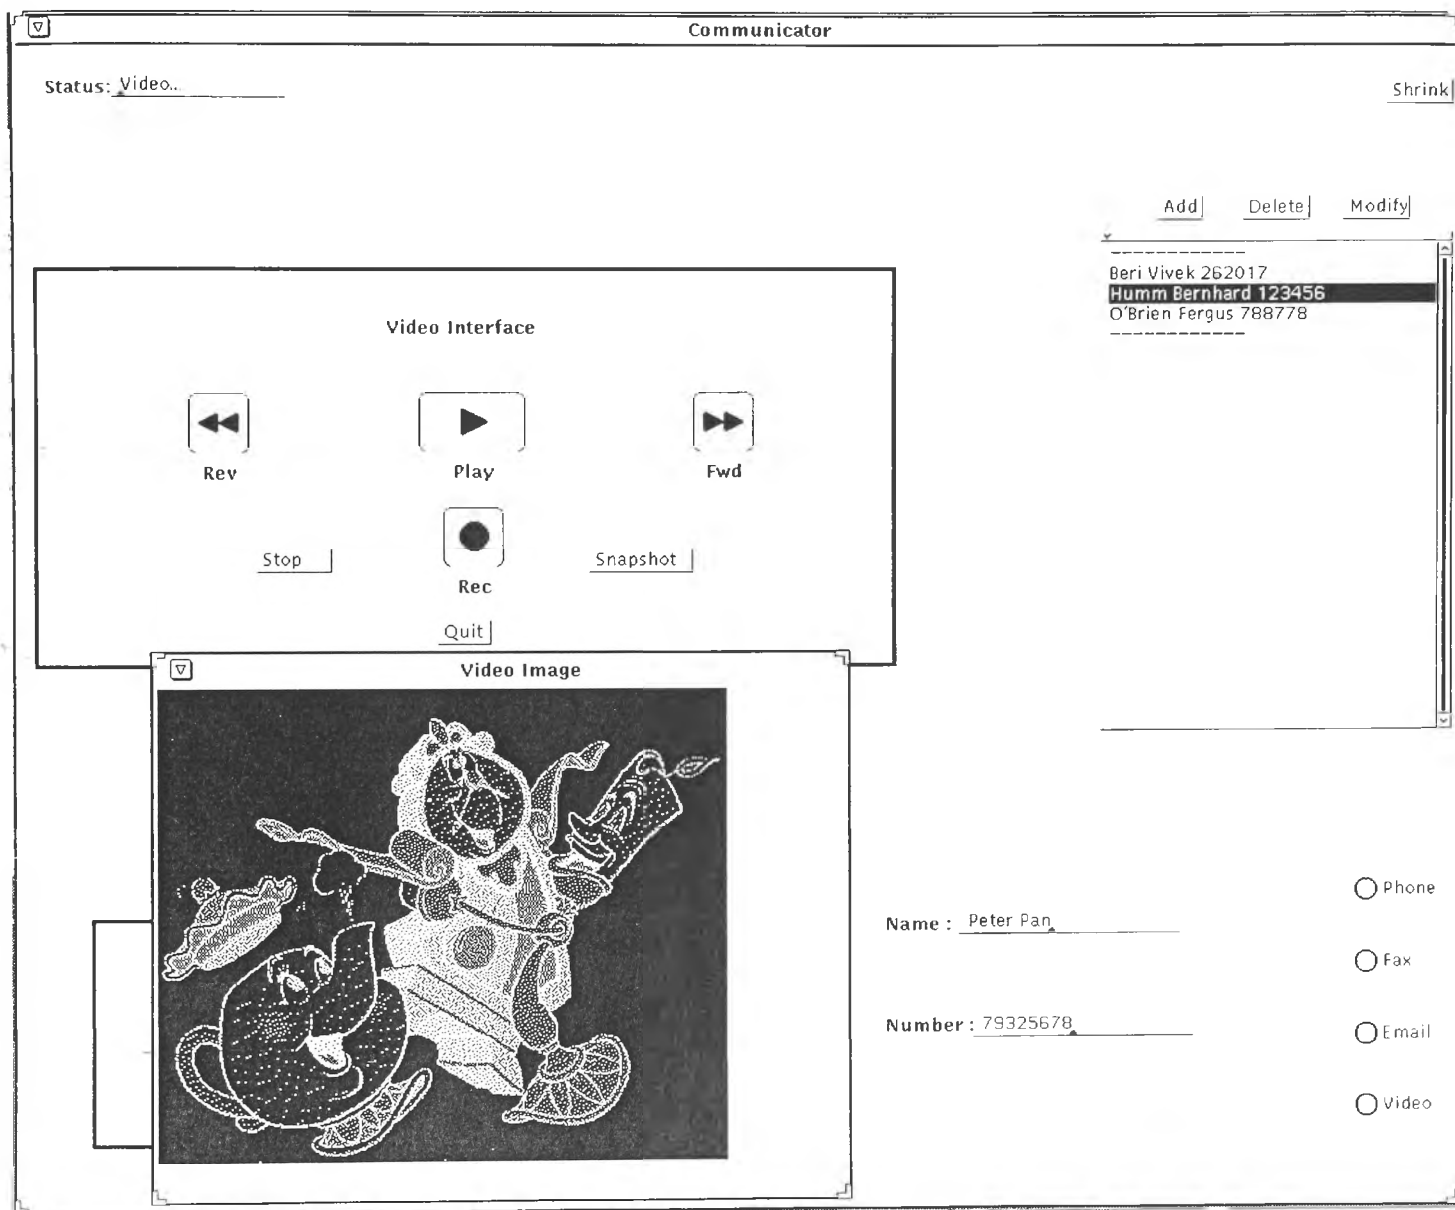 Communicator
Status: Video...
Shrink
Add Delete Modify
-------------
Beri Vivek 262017
Humm Bernhard 123456
O'Brien Fergus 788778
-------------
Video Interface
Rev Play Fwd
Stop Rec Snapshot
Quit
Video Image
Phone
Name : Peter Pan
Fax
Number : 79325678
Email
Video